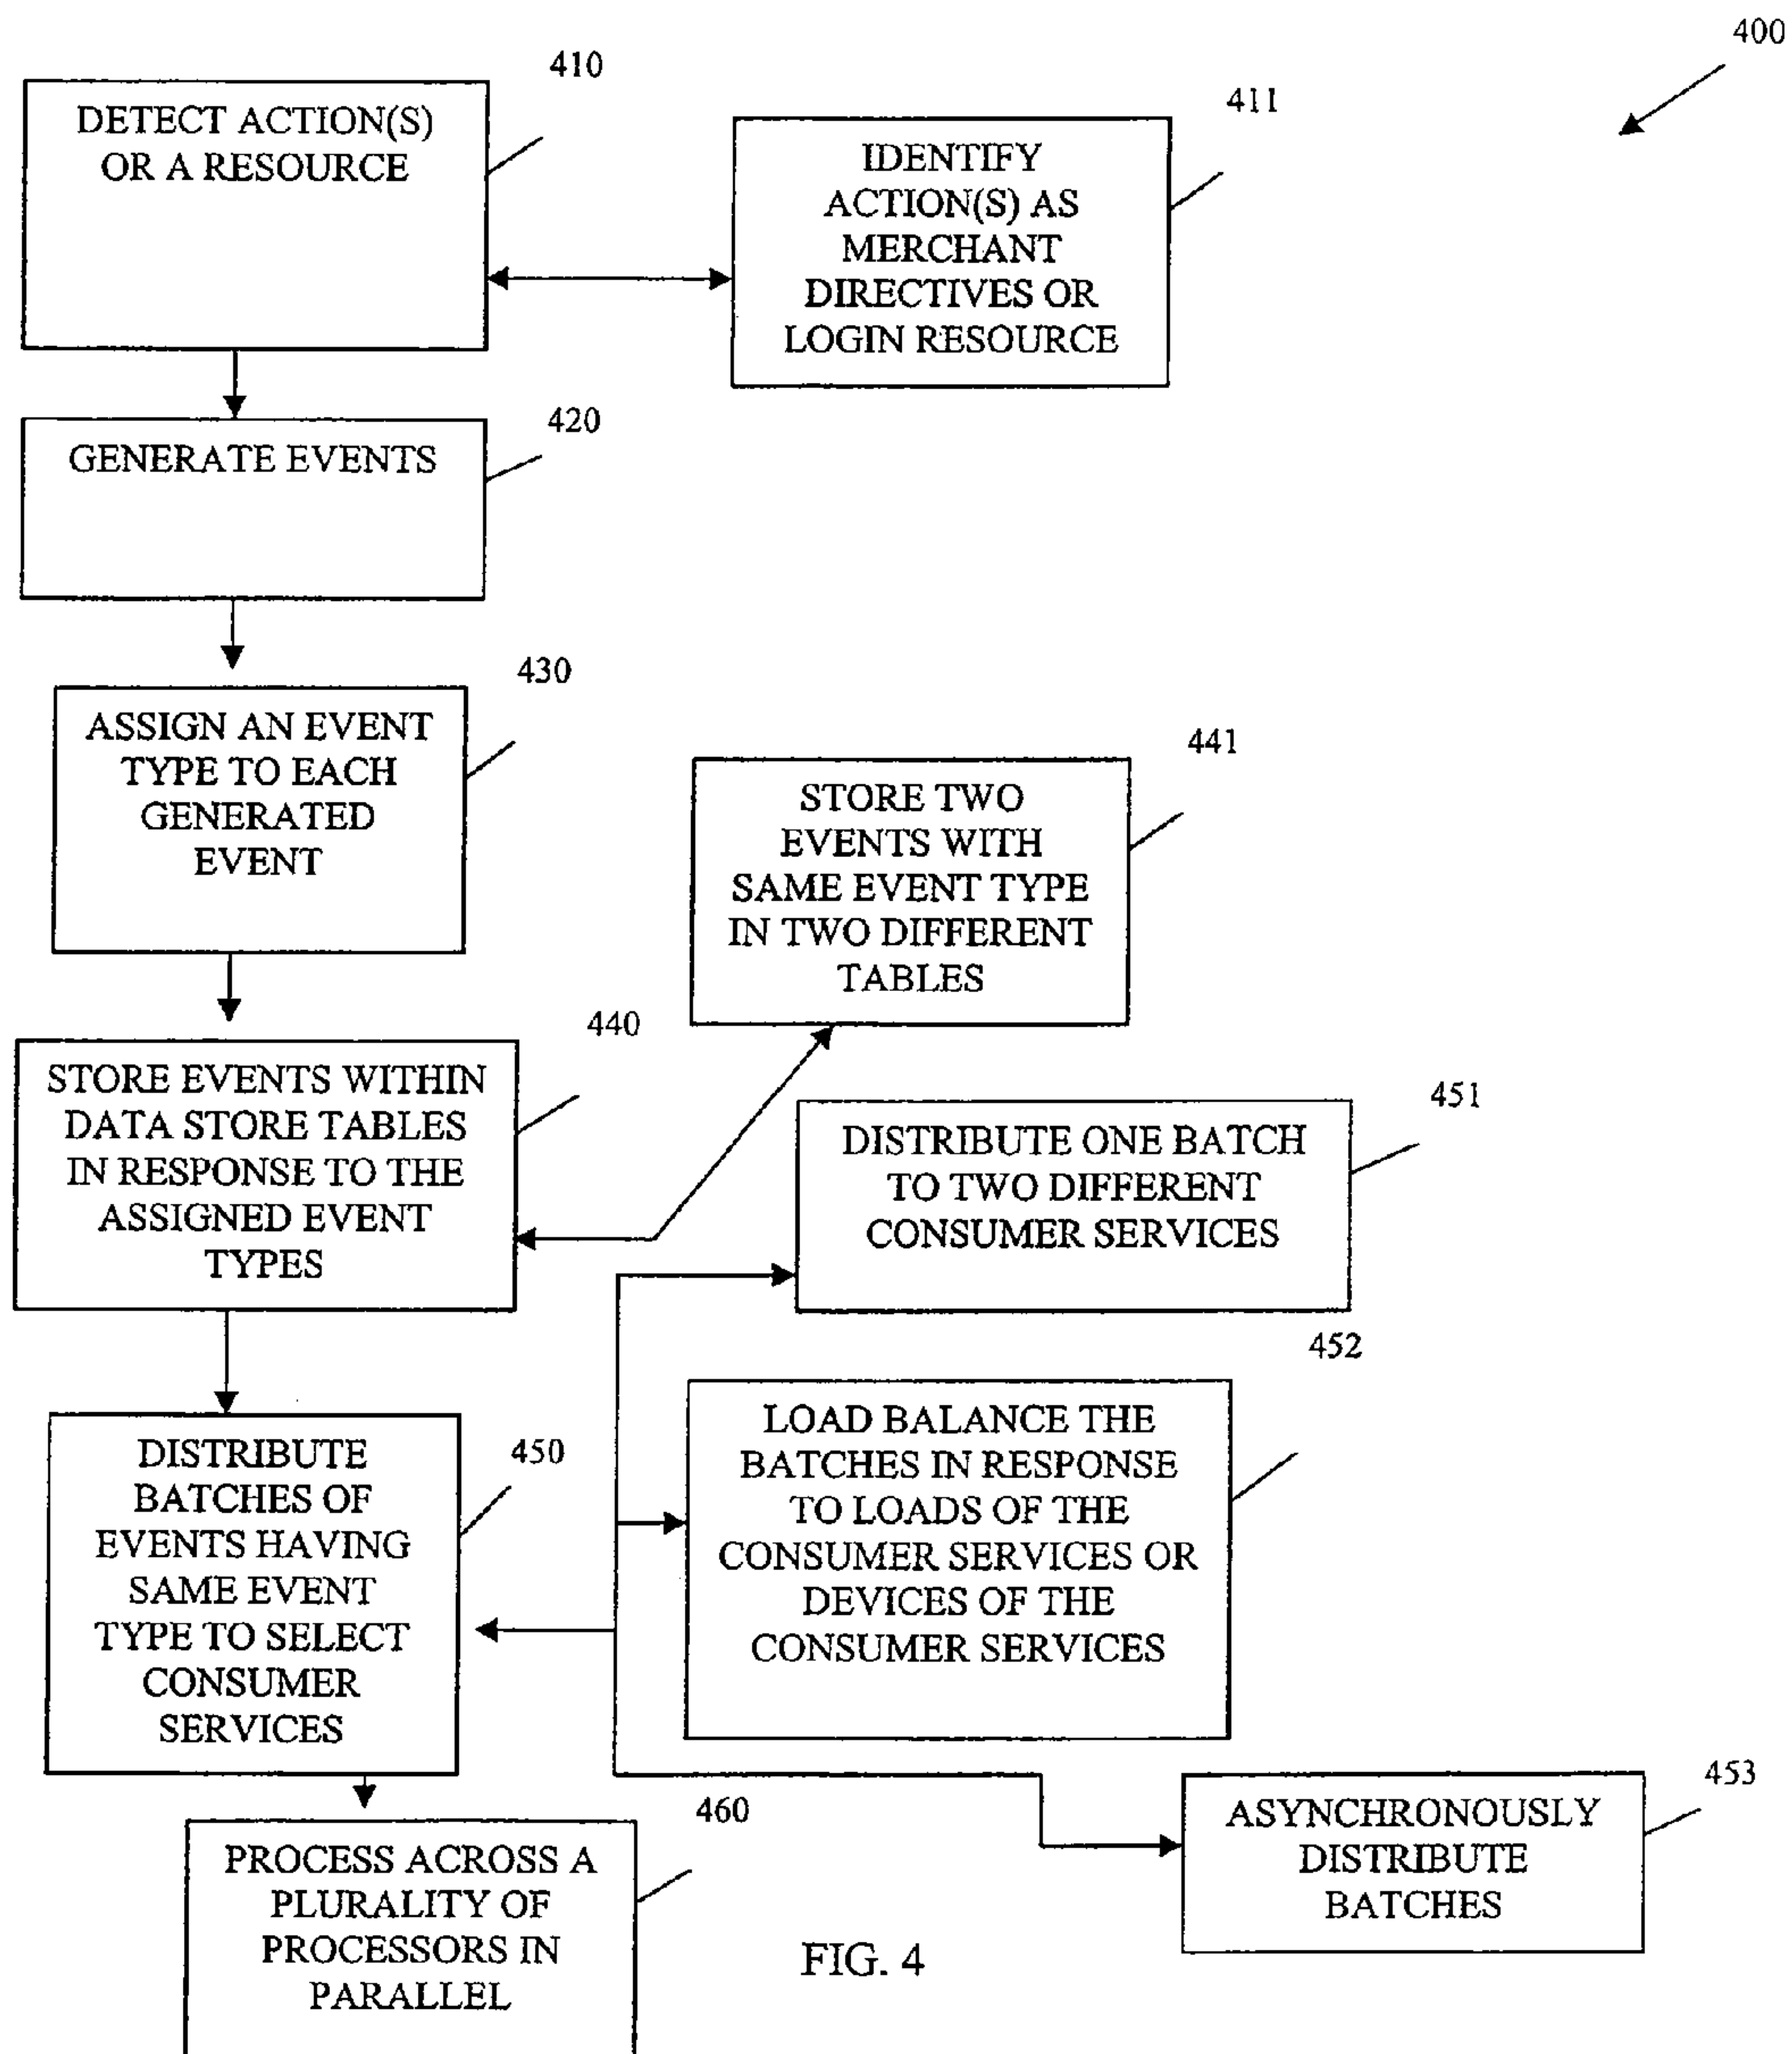 400
410
DETECT ACTION(S)
OR A RESOURCE
411
IDENTIFY
ACTION(S) AS
MERCHANT
DIRECTIVES OR
LOGIN RESOURCE
420
GENERATE EVENTS
430
ASSIGN AN EVENT
TYPE TO EACH
GENERATED
EVENT
441
STORE TWO
EVENTS WITH
SAME EVENT TYPE
IN TWO DIFFERENT
TABLES
440
STORE EVENTS WITHIN
DATA STORE TABLES
IN RESPONSE TO THE
ASSIGNED EVENT
TYPES
451
DISTRIBUTE ONE BATCH
TO TWO DIFFERENT
CONSUMER SERVICES
452
LOAD BALANCE THE
BATCHES IN RESPONSE
TO LOADS OF THE
CONSUMER SERVICES OR
DEVICES OF THE
CONSUMER SERVICES
450
DISTRIBUTE
BATCHES OF
EVENTS HAVING
SAME EVENT
TYPE TO SELECT
CONSUMER
SERVICES
453
ASYNCHRONOUSLY
DISTRIBUTE
BATCHES
460
PROCESS ACROSS A
PLURALITY OF
PROCESSORS IN
PARALLEL
FIG. 4